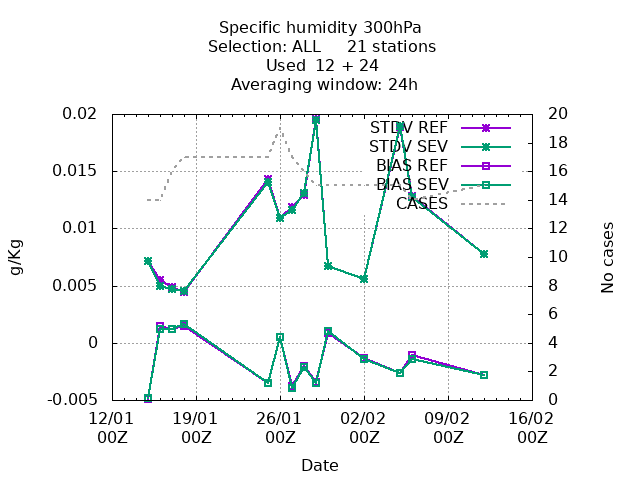 Specific humidity 300hPa
Selection: ALL 21 stations
Used 12 + 24
Averaging window: 24h
0.02
0.015
0.01
0.005
0
-0.005
g/Kg
20
18
16
14
12
10
8
6
4
2
0
No cases
STDV REF
STDV SEV
BIAS REF
BIAS SEV
CASES
12/01 19/01 26/01 02/02 09/02 16/02
00Z 00Z 00Z 00Z 00Z 00Z
Date